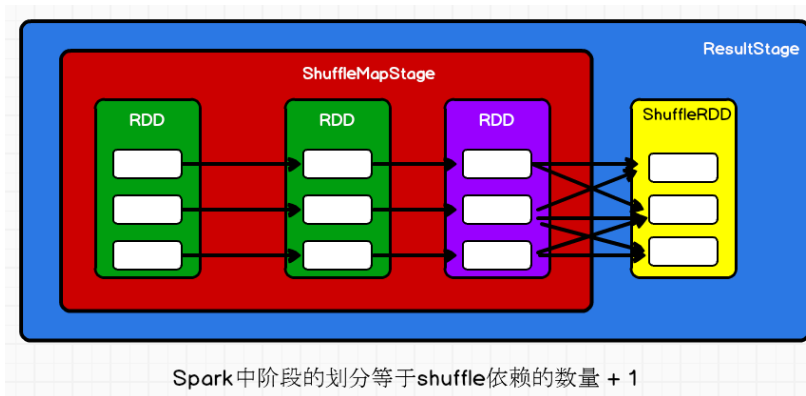 ResultStage
ShuffleMapStage
RDD
RDD
RDD
ShuffleRDD
Spark中阶段的划分等于shuffle依赖的数量 + 1